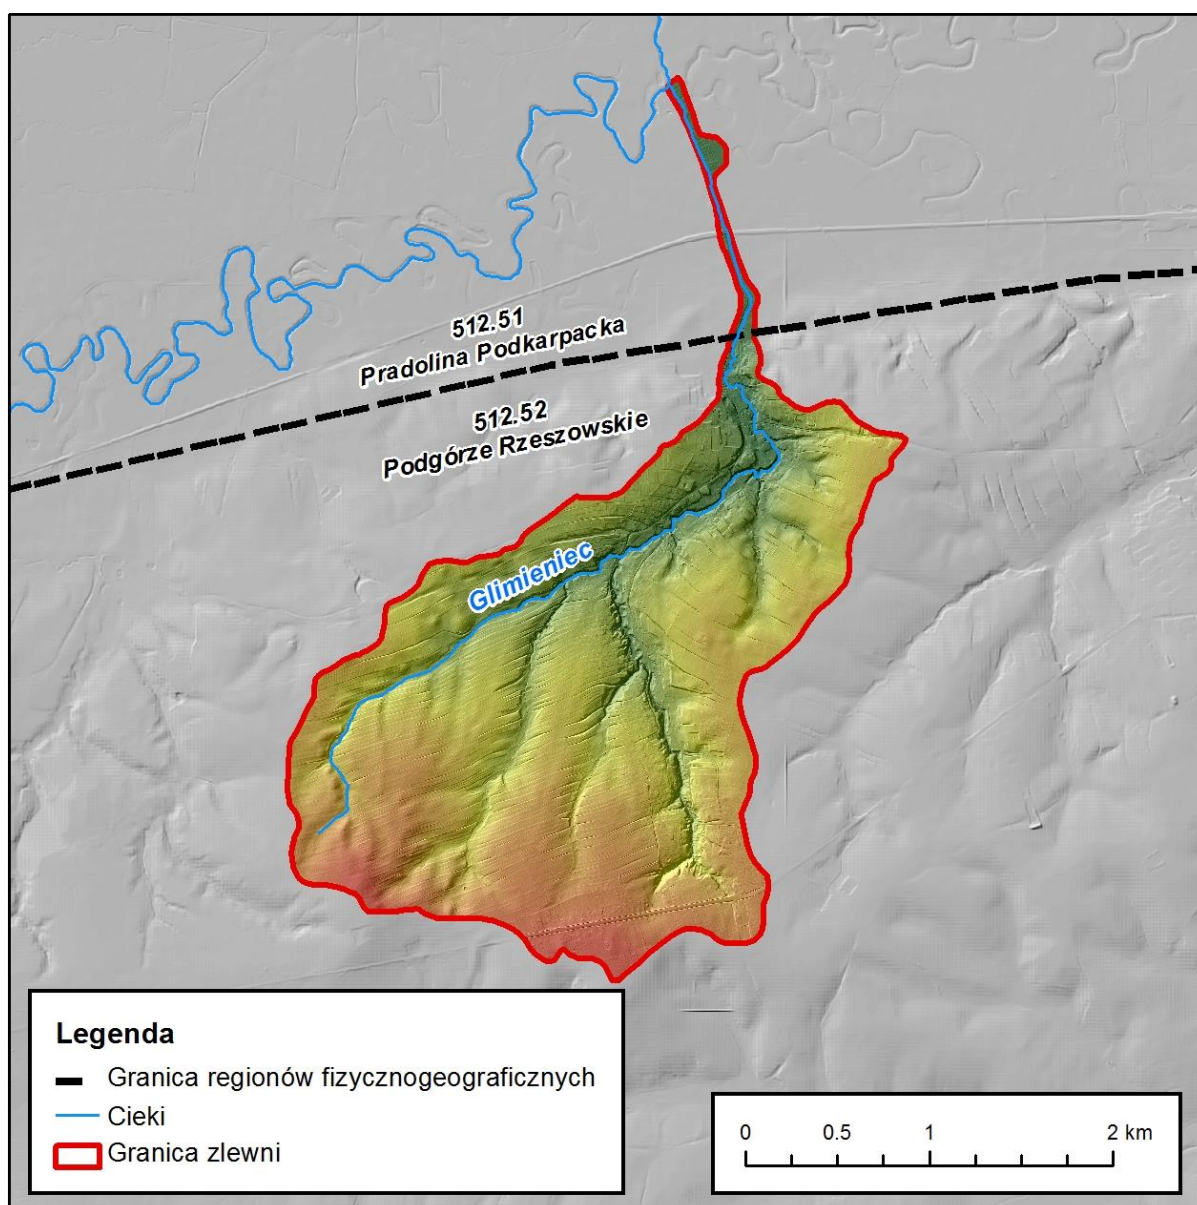 512.51
Pradolina Podkarpacka
512.52
Podgórze Rzeszowskie
Glimieniec
Legenda
Granica regionów fizycznogeograficznych
Cieki
Granica zlewni
0 0.5 1 2 km